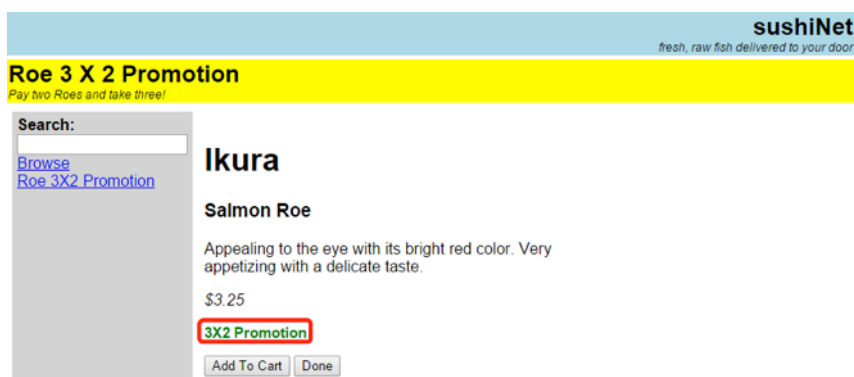 sushiNet
fresh, raw fish delivered to your door
Roe 3 X 2 Promotion
Pay two Roes and take three!
Search:
Browse
Roe 3X2 Promotion
Ikura
Salmon Roe
Appealing to the eye with its bright red color. Very
appetizing with a delicate taste.
$3.25
3X2 Promotion
Add To Cart Done